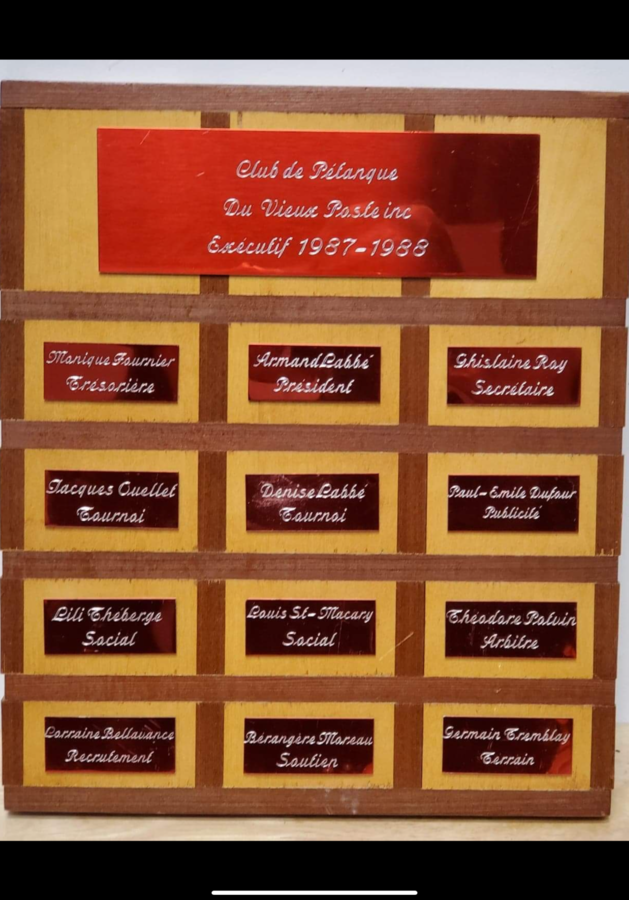 Club de Pétanque
Du Vieux Poste inc
Exécutif 1987-1988
Monique Fournier
Trésorière
Armand Labbé
Président
Ghislaine Roy
Secrétaire
Jacques Ouellet
Tournoi
Denise Labbé
Tournoi
Paul-Emile Dufour
Publicité
Lili Théberge
Social
Louis St-Macary
Social
Théodore Potvin
Arbitre
Lorraine Bellavance
Recrutement
Bérangère Moreau
Soutien
Germain Tremblay
Terrain